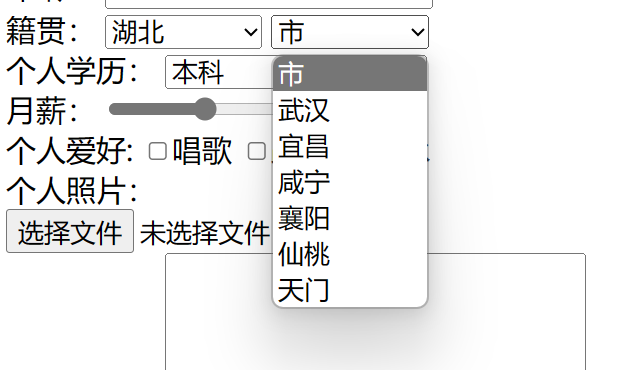 籍贯： 湖北 市
个人学历： 本科 市
月薪： 武汉
个人爱好: 唱歌 宜昌
个人照片： 咸宁
选择文件 未选择文件 襄阳
仙桃
天门